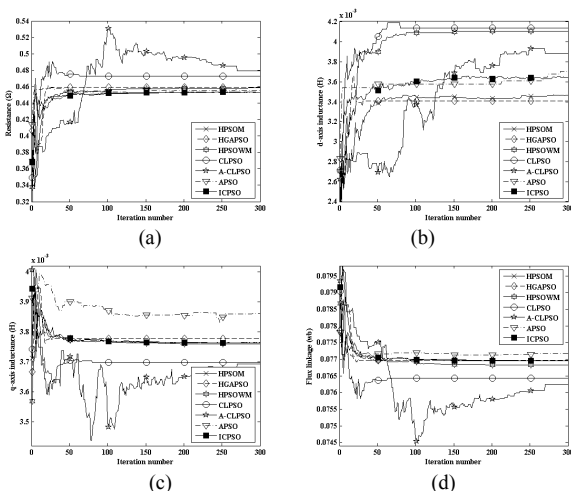 0.54
0.52
0.5
0.48
0.46
0.44
0.42
0.4
0.38
0.36
0.34
0.32
Resistance (Ω)
0 50 100 150 200 250 300
Iteration number
HPSOM
HGAPSO
HPSOWM
CLPSO
A-CLPSO
APSO
ICPSO
(a)
x 10⁻³
4.2
4
3.8
3.6
3.4
3.2
3
2.8
2.6
2.4
d-axis inductance (H)
0 50 100 150 200 250 300
Iteration number
HPSOM
HGAPSO
HPSOWM
CLPSO
A-CLPSO
APSO
ICPSO
(b)
x 10⁻³
4
3.9
3.8
3.7
3.6
3.5
q-axis inductance (H)
0 50 100 150 200 250 300
Iteration number
HPSOM
HGAPSO
HPSOWM
CLPSO
A-CLPSO
APSO
ICPSO
(c)
0.0795
0.079
0.0785
0.078
0.0775
0.077
0.0765
0.076
0.0755
0.075
0.0745
Flux linkage (wb)
0 50 100 150 200 250 300
Iteration number
HPSOM
HGAPSO
HPSOWM
CLPSO
A-CLPSO
APSO
ICPSO
(d)